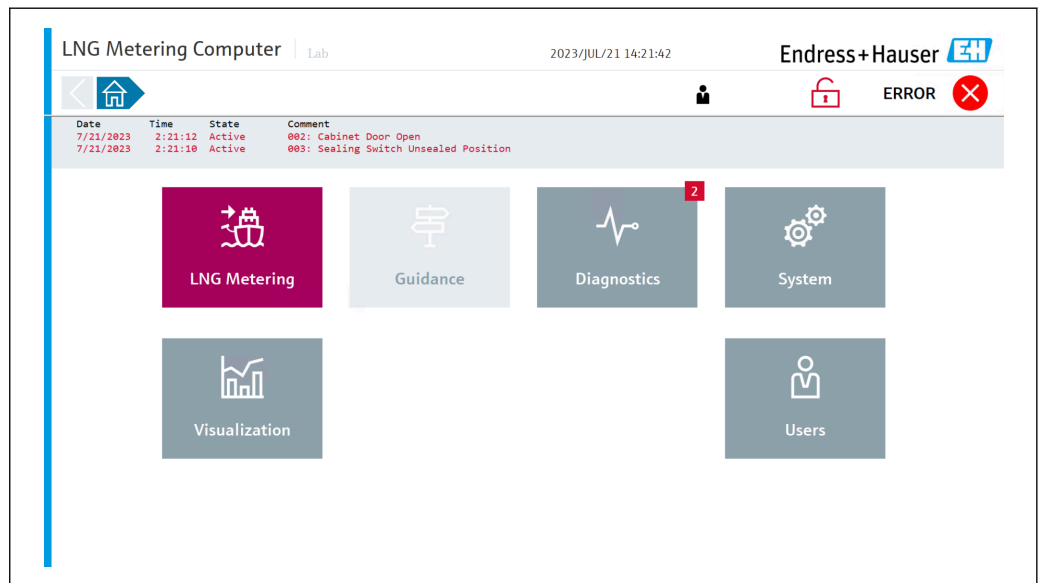 LNG Metering Computer Lab 2023/JUL/21 14:21:42 Endress+Hauser EH
1 ERROR
Date Time State Comment
7/21/2023 2:21:12 Active 002: Cabinet Door Open
7/21/2023 2:21:10 Active 003: Sealing Switch Unsealed Position
2
LNG Metering Guidance Diagnostics System
Visualization Users